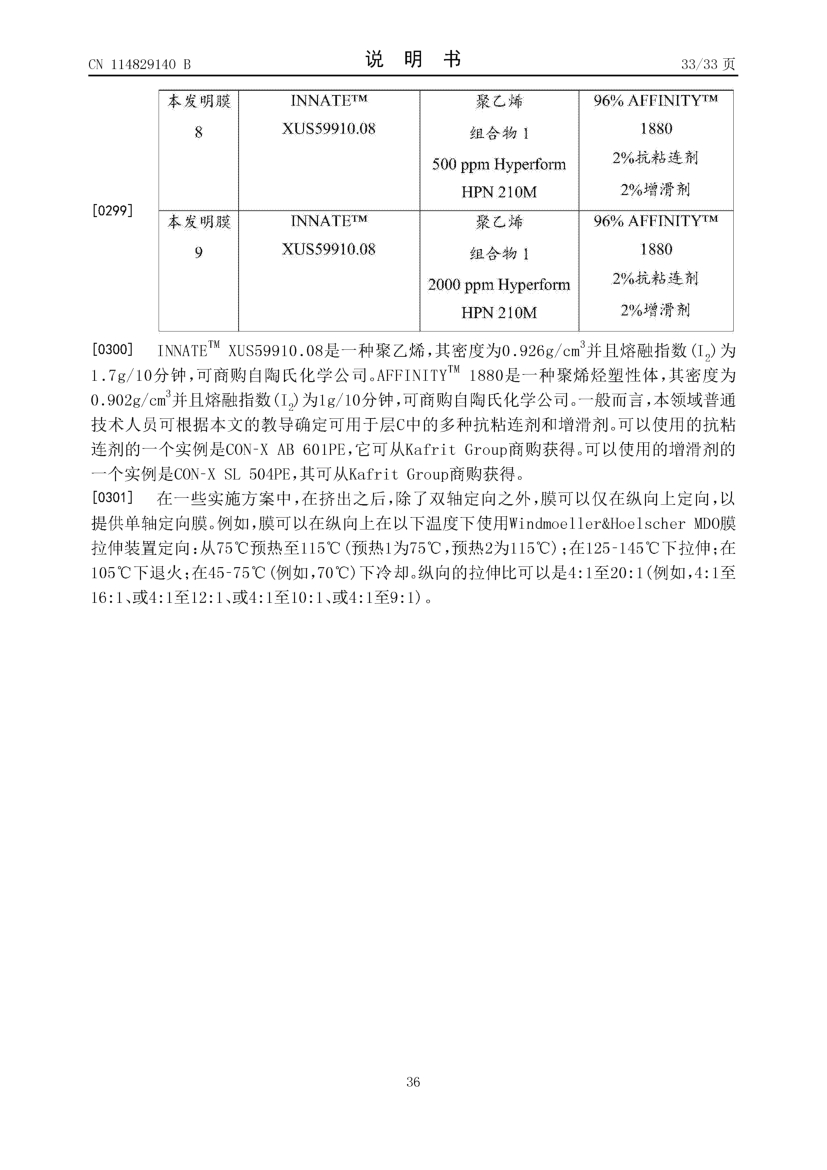 CN 114829140 B
说 明 书
33/33 页
[0299]
本发明膜 INNATE™ 聚乙烯 96% AFFINITY™
8 XUS59910.08 组合物 1 1880
500 ppm Hyperform 2%抗粘连剂
HPN 210M 2%增滑剂
本发明膜 INNATE™ 聚乙烯 96% AFFINITY™
9 XUS59910.08 组合物 1 1880
2000 ppm Hyperform 2%抗粘连剂
HPN 210M 2%增滑剂
[0300] INNATE™ XUS59910.08是一种聚乙烯,其密度为0.926g/cm³并且熔融指数(I₂)为
1.7g/10分钟,可商购自陶氏化学公司。AFFINITY™ 1880是一种聚烯烃塑性体,其密度为
0.902g/cm³并且熔融指数(I₂)为1g/10分钟,可商购自陶氏化学公司。一般而言,本领域普通
技术人员可根据本文的教导确定可用于层C中的多种抗粘连剂和增滑剂。可以使用的抗粘
连剂的一个实例是CON-X AB 601PE,它可从Kafrit Group商购获得。可以使用的增滑剂的
一个实例是CON-X SL 504PE,其可从Kafrit Group商购获得。
[0301] 在一些实施方案中,在挤出之后,除了双轴定向之外,膜可以仅在纵向上定向,以
提供单轴定向膜。例如,膜可以在纵向上在以下温度下使用Windmoeller&Hoelscher MDO膜
拉伸装置定向:从75℃预热至115℃(预热1为75℃,预热2为115℃);在125-145℃下拉伸;在
105℃下退火;在45-75℃(例如,70℃)下冷却。纵向的拉伸比可以是4:1至20:1(例如,4:1至
16:1、或4:1至12:1、或4:1至10:1、或4:1至9:1)。
36